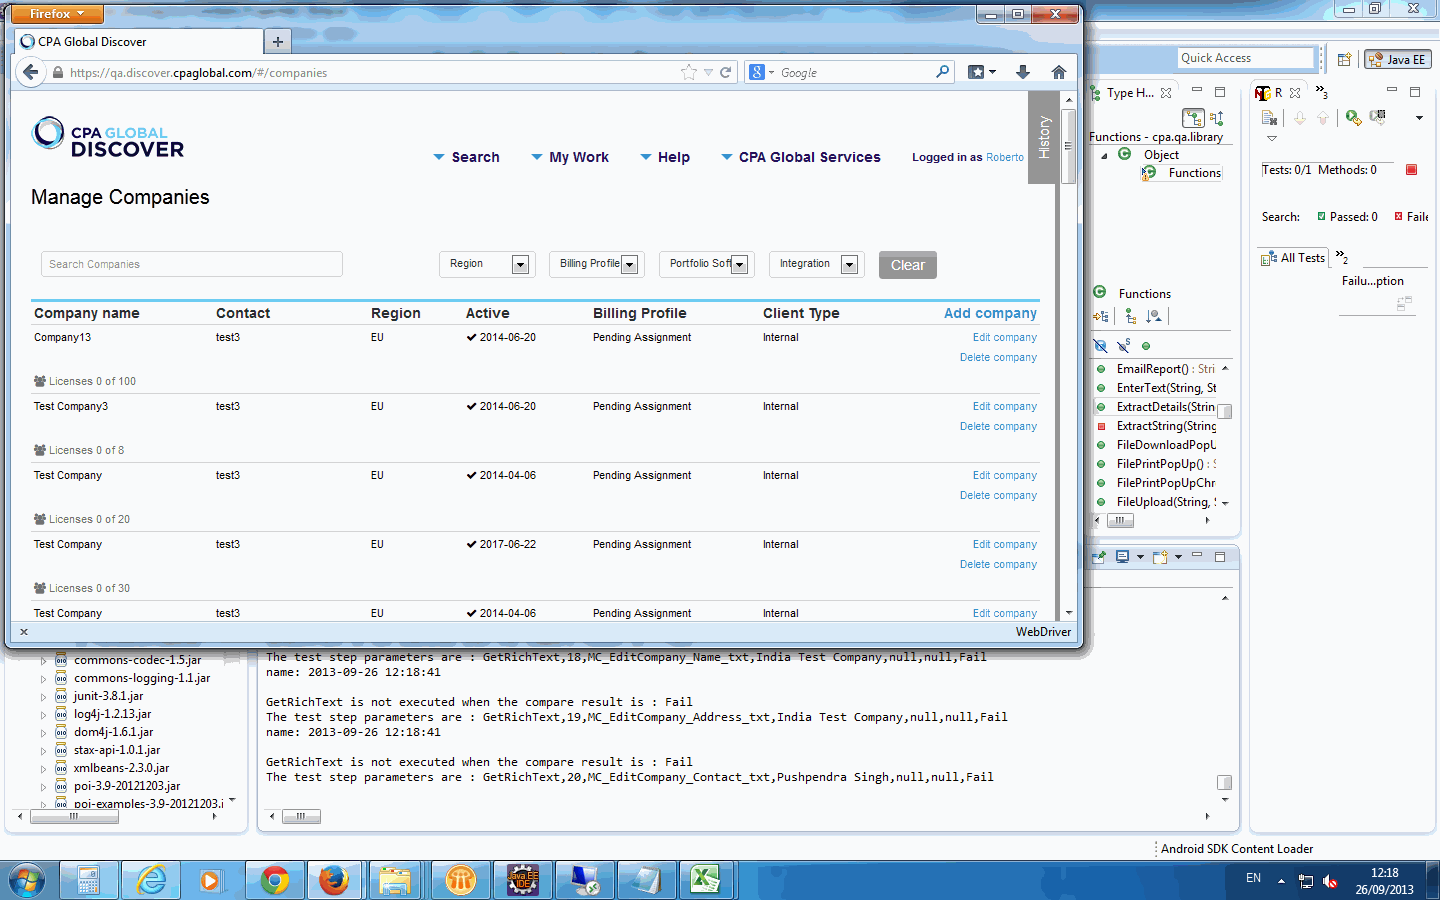 Firefox
CPA Global Discover
https://qa.discover.cpaglobal.com/#/companies
Google
CPA GLOBAL
DISCOVER
Search
My Work
Help
CPA Global Services
Logged in as Roberto
History
Manage Companies
Search Companies
Region
Billing Profile
Portfolio Soft
Integration
Clear
Company name Contact Region Active Billing Profile Client Type Add company
Company13 test3 EU 2014-06-20 Pending Assignment Internal Edit company
Delete company
Licenses 0 of 100
Test Company3 test3 EU 2014-06-20 Pending Assignment Internal Edit company
Delete company
Licenses 0 of 8
Test Company test3 EU 2014-04-06 Pending Assignment Internal Edit company
Delete company
Licenses 0 of 20
Test Company test3 EU 2017-06-22 Pending Assignment Internal Edit company
Delete company
Licenses 0 of 30
Test Company test3 EU 2014-04-06 Pending Assignment Internal Edit company
WebDriver
Quick Access
Java EE
Type H...
Functions - cpa.qa.library
Object
Functions
Functions
EmailReport() : Stri
EnterText(String, St
ExtractDetails(Strin
ExtractString(String
FileDownloadPopU
FilePrintPopUp() : S
FilePrintPopUpChr
FileUpload(String, S
R
3
Tests: 0/1 Methods: 0
Search: Passed: 0 Faile
All Tests
2
Failu...ption
commons-codec-1.5.jar
commons-logging-1.1.jar
junit-3.8.1.jar
log4j-1.2.13.jar
dom4j-1.6.1.jar
stax-api-1.0.1.jar
xmlbeans-2.3.0.jar
poi-3.9-20121203.jar
poi-examples-3.9-20121203.j
The test step parameters are : GetRichText,18,MC_EditCompany_Name_txt,India Test Company,null,null,Fail
name: 2013-09-26 12:18:41
GetRichText is not executed when the compare result is : Fail
The test step parameters are : GetRichText,19,MC_EditCompany_Address_txt,India Test Company,null,null,Fail
name: 2013-09-26 12:18:41
GetRichText is not executed when the compare result is : Fail
The test step parameters are : GetRichText,20,MC_EditCompany_Contact_txt,Pushpendra Singh,null,null,Fail
Android SDK Content Loader
Java EE
IDE
EN
12:18
26/09/2013